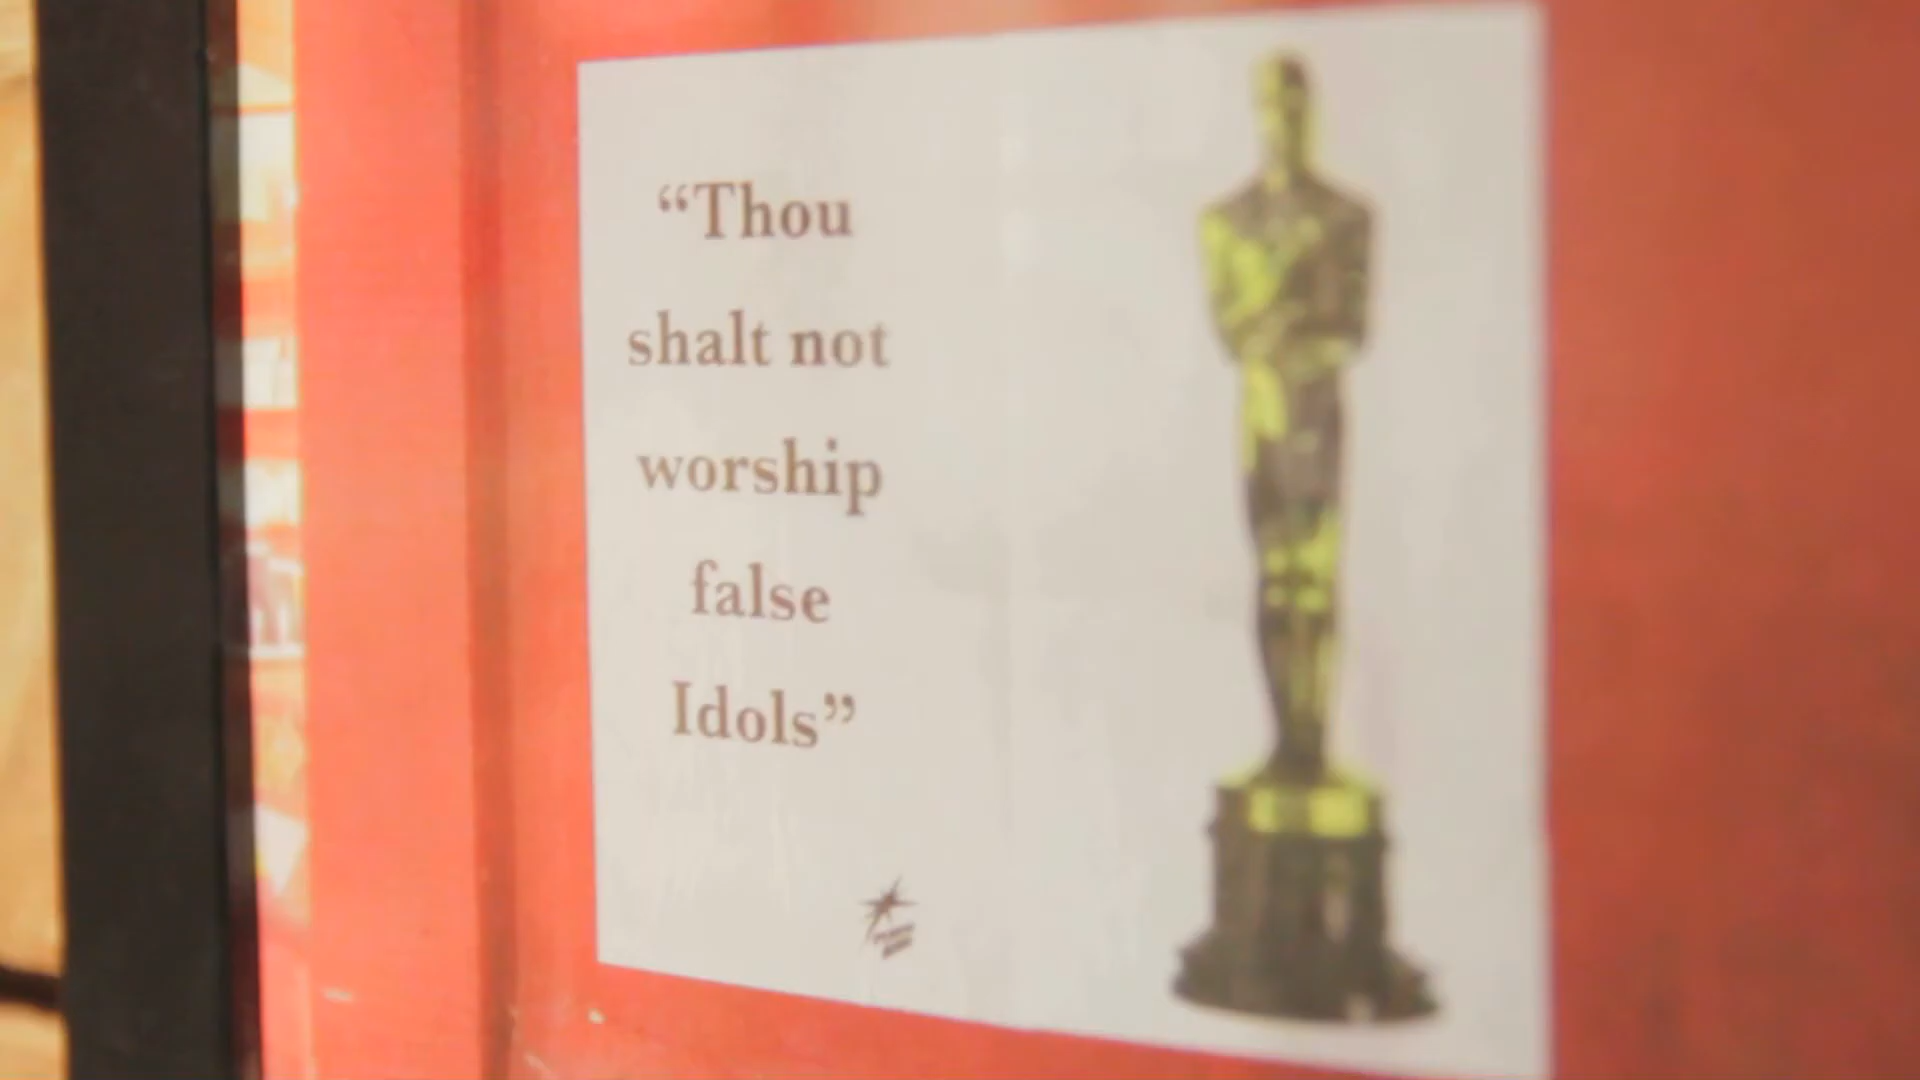 “Thou
shalt not
worship
false
Idols”